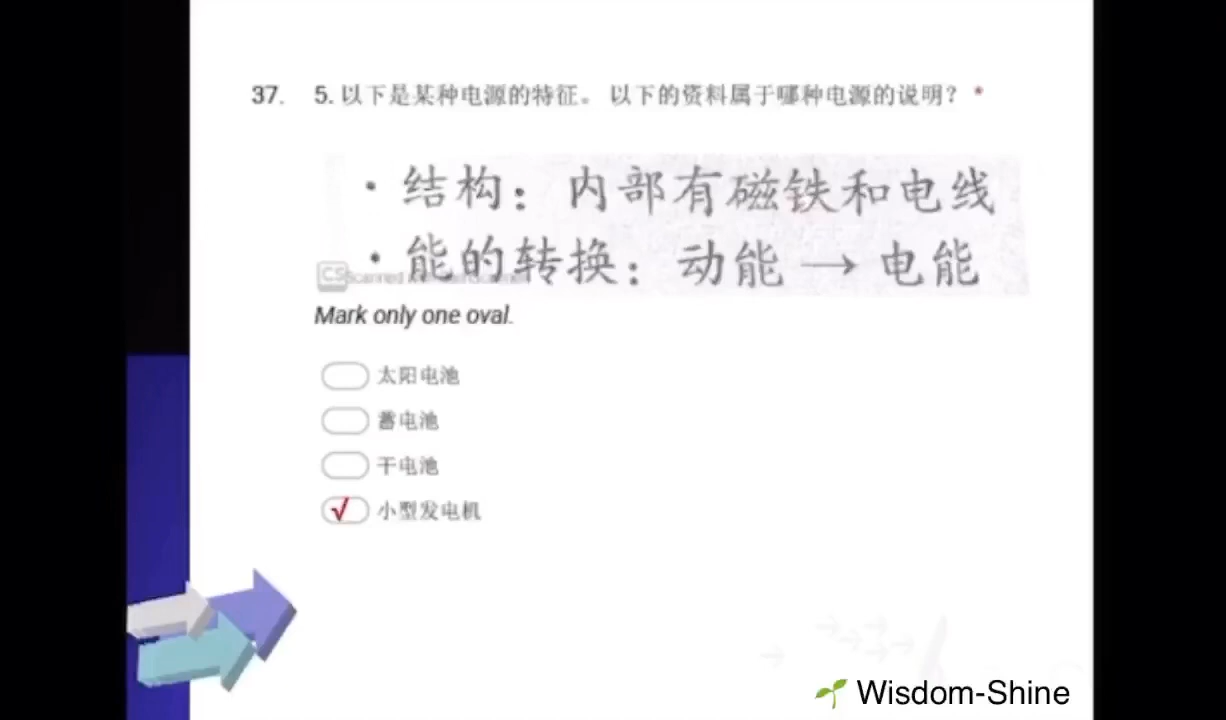 37. 5. 以下是某种电源的特征。 以下的资料属于哪种电源的说明？ *
· 结构：内部有磁铁和电线
· 能的转换：动能 → 电能
CS Scanned
Mark only one oval.
太阳电池
蓄电池
干电池
√ 小型发电机
Wisdom-Shine